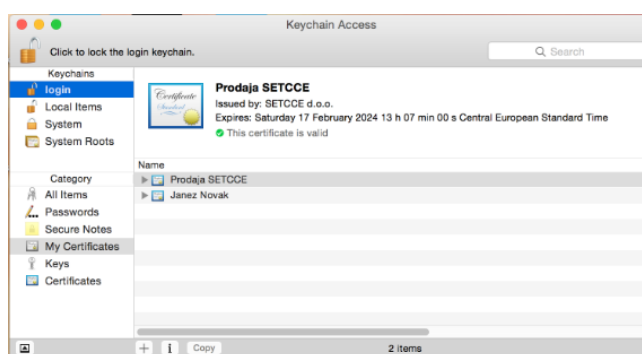 Keychain Access
Click to lock the login keychain.
Search
Keychains
login
Local Items
System
System Roots
Category
All Items
Passwords
Secure Notes
My Certificates
Keys
Certificates
Certificate
Standard
Prodaja SETCCE
Issued by: SETCCE d.o.o.
Expires: Saturday 17 February 2024 13 h 07 min 00 s Central European Standard Time
This certificate is valid
Name
Prodaja SETCCE
Janez Novak
Copy
2 items